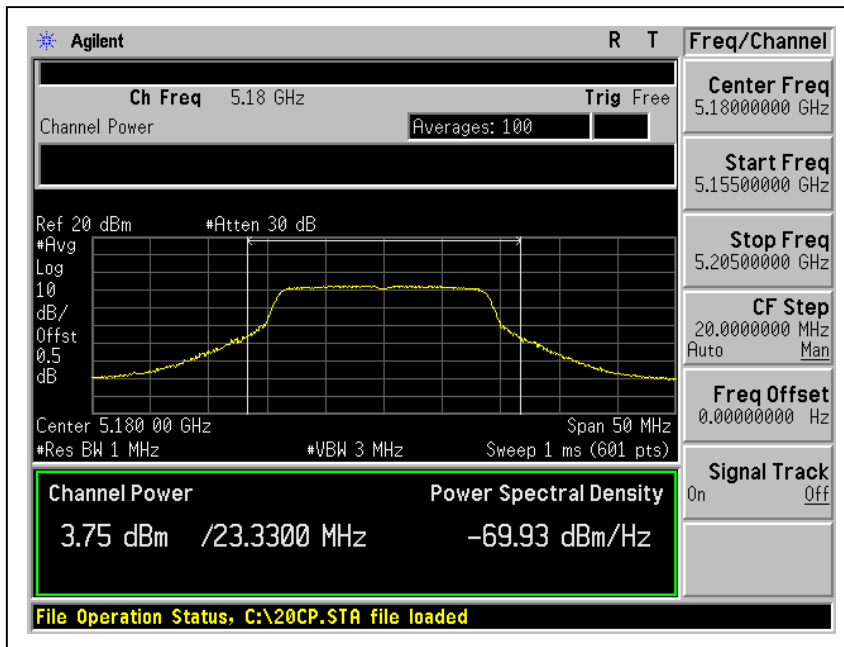 Agilent R T Freq/Channel
Ch Freq 5.18 GHz Trig Free
Channel Power Averages: 100
Ref 20 dBm #Atten 30 dB
#Avg
Log
10
dB/
Offst
0.5
dB
Center 5.180 00 GHz Span 50 MHz
#Res BW 1 MHz #VBW 3 MHz Sweep 1 ms (601 pts)
Channel Power Power Spectral Density
3.75 dBm /23.3300 MHz -69.93 dBm/Hz
File Operation Status, C:\20CP.STA file loaded
Center Freq
5.18000000 GHz
Start Freq
5.15500000 GHz
Stop Freq
5.20500000 GHz
CF Step
20.0000000 MHz
Auto Man
Freq Offset
0.00000000 Hz
Signal Track
On Off